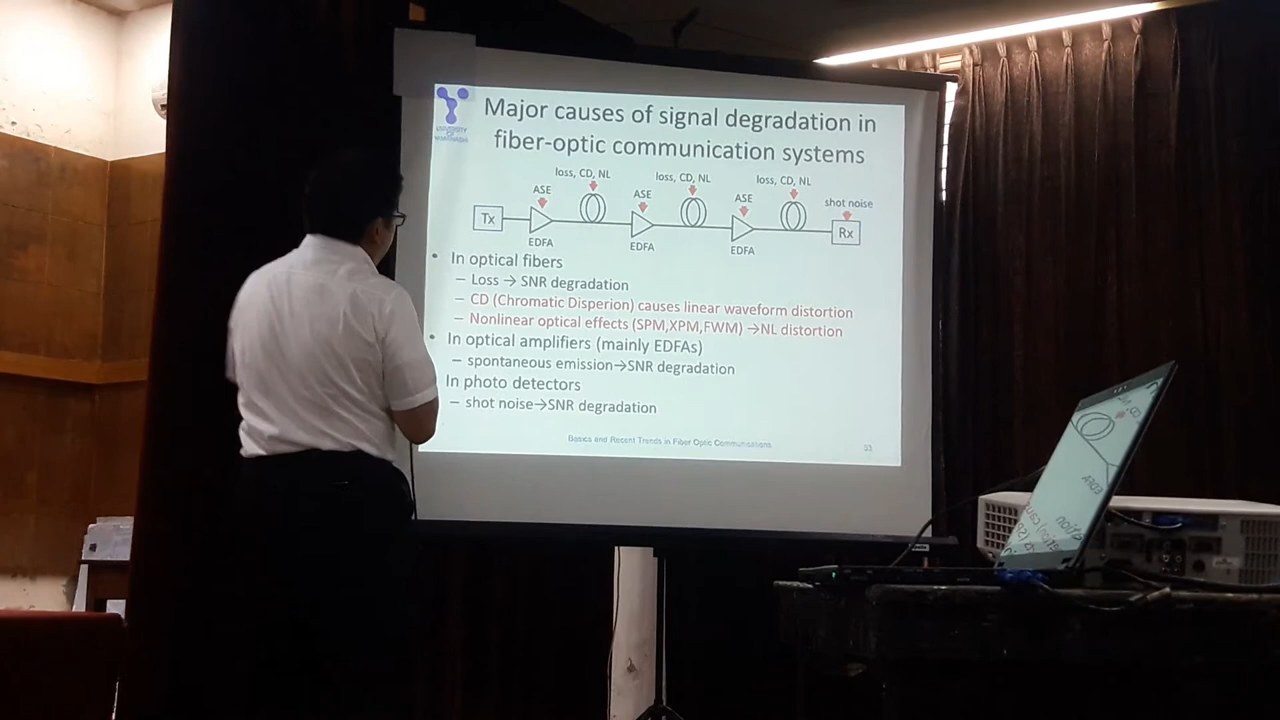 Major causes of signal degradation in
fiber-optic communication systems
UNIVERSITY
OF
loss, CD, NL
loss, CD, NL
loss, CD, NL
ASE
ASE
ASE
shot noise
Tx
Rx
EDFA
EDFA
EDFA
• In optical fibers
– Loss → SNR degradation
– CD (Chromatic Disperion) causes linear waveform distortion
– Nonlinear optical effects (SPM,XPM,FWM) →NL distortion
• In optical amplifiers (mainly EDFAs)
– spontaneous emission→SNR degradation
In photo detectors
– shot noise→SNR degradation
Basics and Recent Trends in Fiber Optic Communications
EDFA